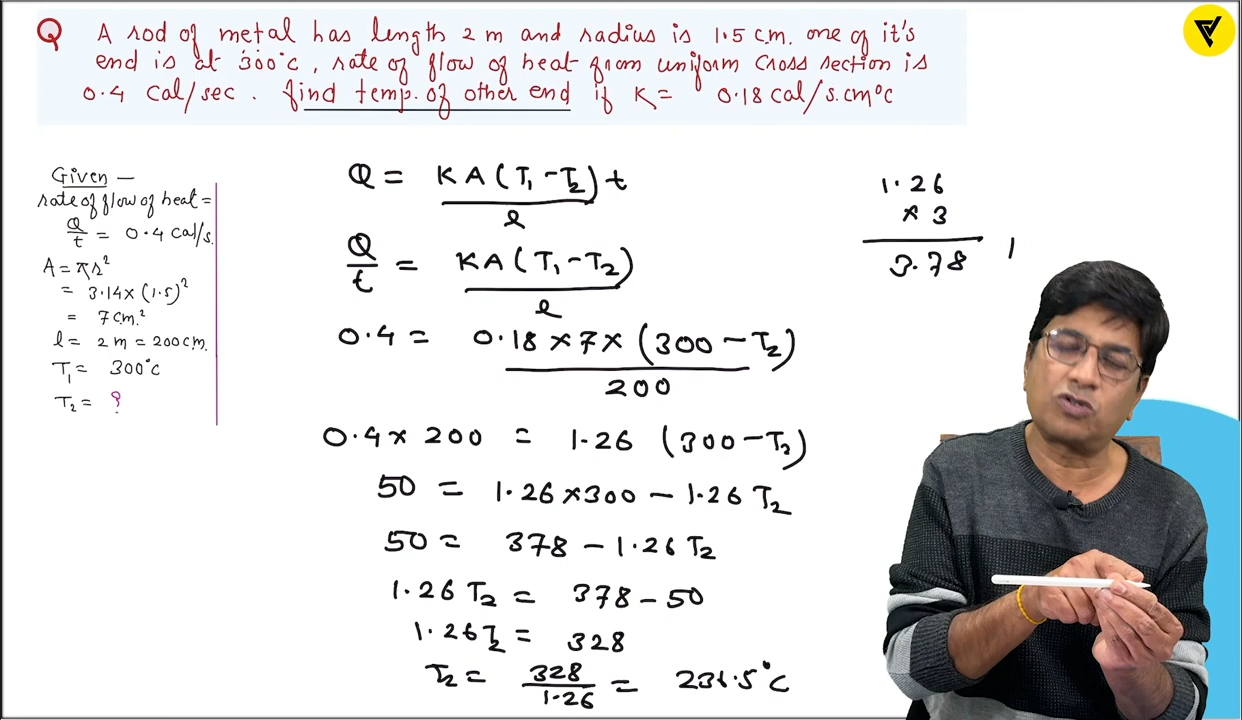 Q A rod of metal has length 2 m and radius is 1.5 c.m. one of it's
end is at 300°c, rate of flow of heat from uniform cross section is
0.4 cal/sec. find temp. of other end if K= 0.18 cal/s.cm°c
Given —
rate of flow of heat =
Q/t = 0.4 cal/s.
A = πr²
= 3.14 x (1.5)²
= 7 cm.²
l = 2 m = 200 cm.
T₁ = 300°c
T₂ = ?
Q = KA(T₁-T₂)t / l
Q/t = KA(T₁-T₂) / l
0.4 = 0.18 x 7 x (300 - T₂) / 200
0.4 x 200 = 1.26 (300 - T₂)
50 = 1.26 x 300 - 1.26 T₂
50 = 378 - 1.26 T₂
1.26 T₂ = 378 - 50
1.26 T₂ = 328
T₂ = 328 / 1.26 = °c
1.26
x 3
3.78